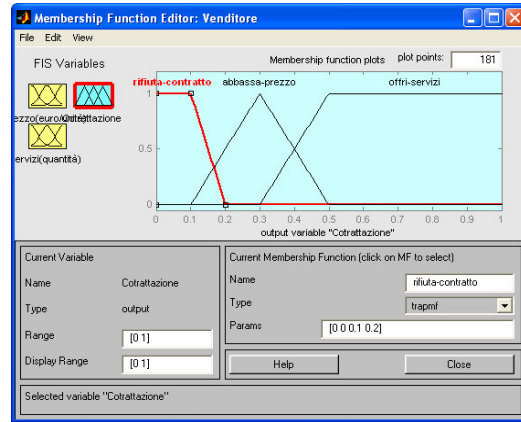 Membership Function Editor: Venditore
File Edit View
FIS Variables
Membership function plots plot points: 181
rifiuta-contratto abbassa-prezzo offri-servizi
ezzo(euro/ Cotrattazione
ervizi(quantità)
1
0.5
0
0 0.1 0.2 0.3 0.4 0.5 0.6 0.7 0.8 0.9 1
output variable "Cotrattazione"
Current Variable
Name Cotrattazione
Type output
Range [0 1]
Display Range [0 1]
Current Membership Function (click on MF to select)
Name rifiuta-contratto
Type trapmf
Params [0 0 0.1 0.2]
Help Close
Selected variable "Cotrattazione"